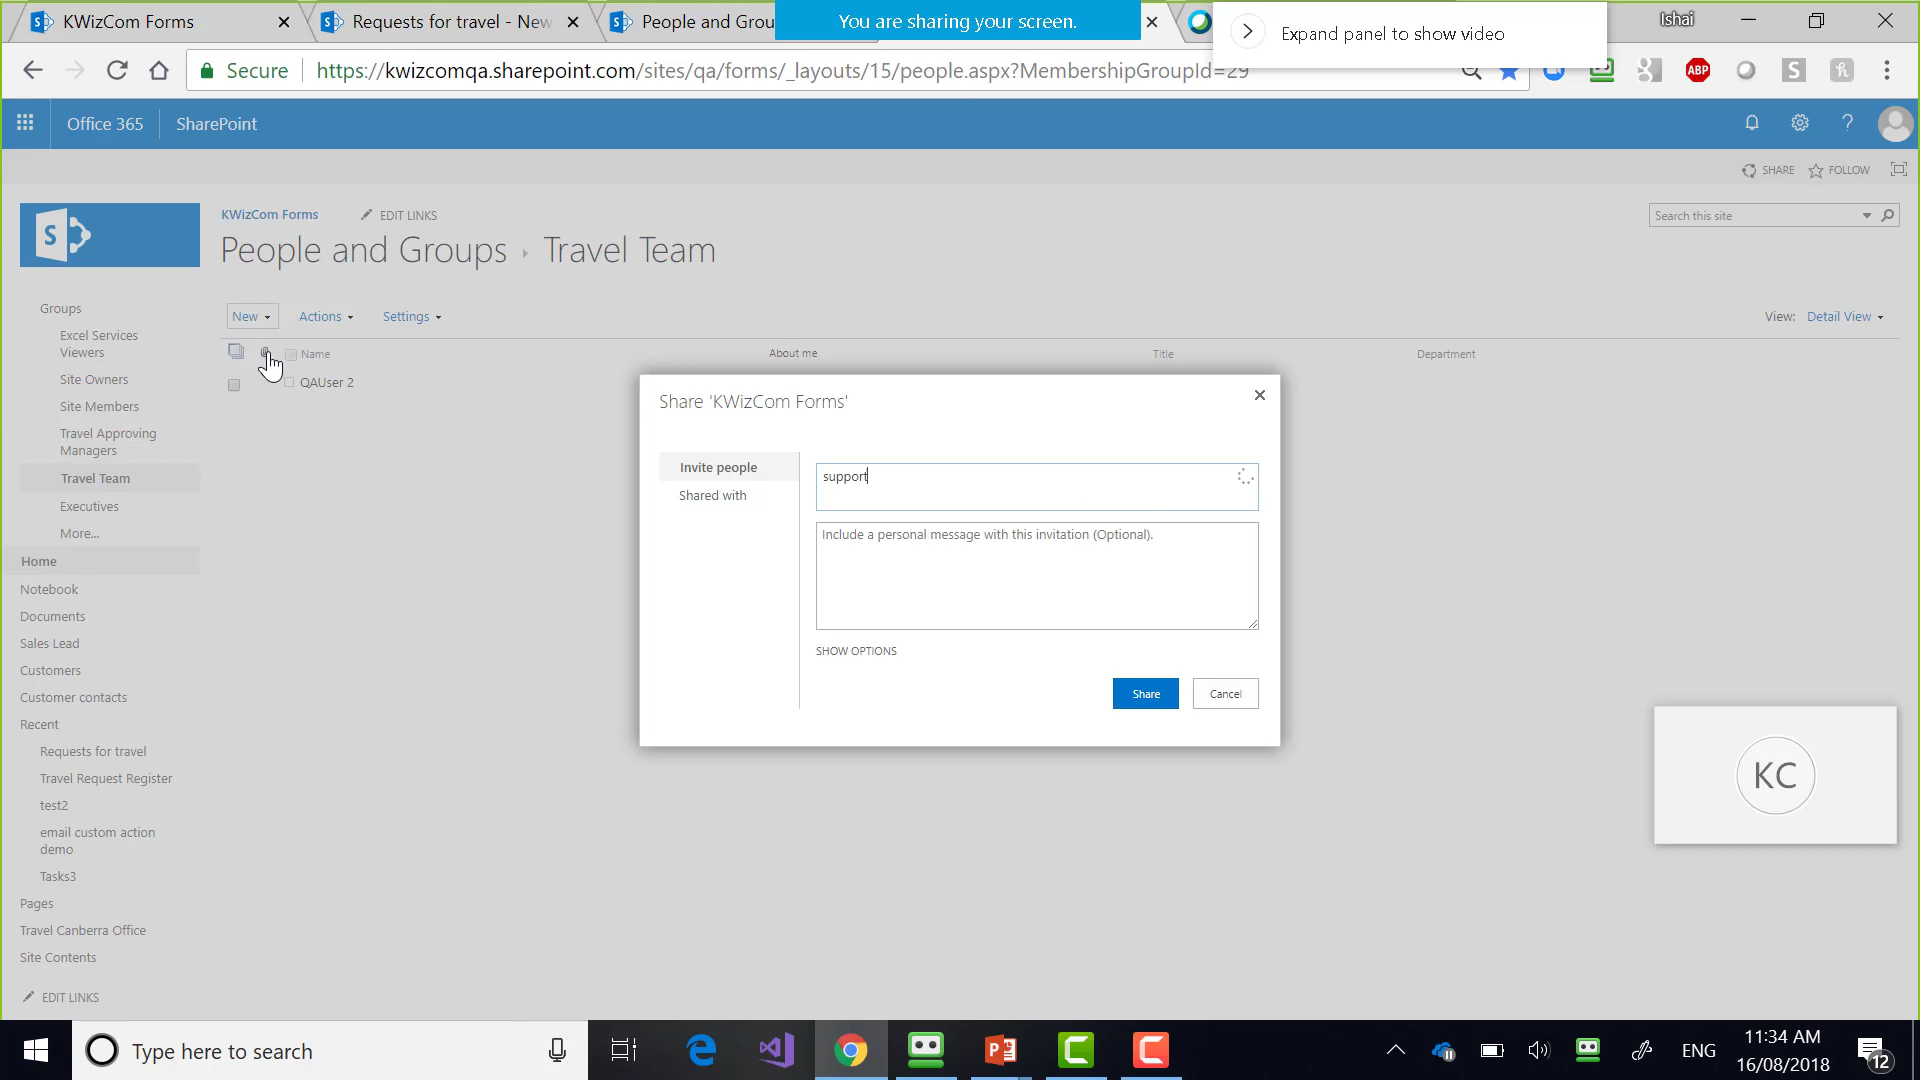 KWizCom Forms
Requests for travel - New
People and Grou
You are sharing your screen.
Expand panel to show video
Ishai
Secure
https://kwizcomqa.sharepoint.com/sites/qa/forms/_layouts/15/people.aspx?MembershipGroupId=29
ABP
Office 365
SharePoint
SHARE
FOLLOW
KWizCom Forms
EDIT LINKS
Search this site
People and Groups
Travel Team
Groups
Excel Services
Viewers
Site Owners
Site Members
Travel Approving
Managers
Travel Team
Executives
More...
Home
Notebook
Documents
Sales Lead
Customers
Customer contacts
Recent
Requests for travel
Travel Request Register
test2
email custom action
demo
Tasks3
Pages
Travel Canberra Office
Site Contents
EDIT LINKS
New
Actions
Settings
View:
Detail View
Name
About me
Title
Department
QAUser 2
Share 'KWizCom Forms'
Invite people
Shared with
support
Include a personal message with this invitation (Optional).
SHOW OPTIONS
Share
Cancel
KC
Type here to search
ENG
11:34 AM
16/08/2018
12